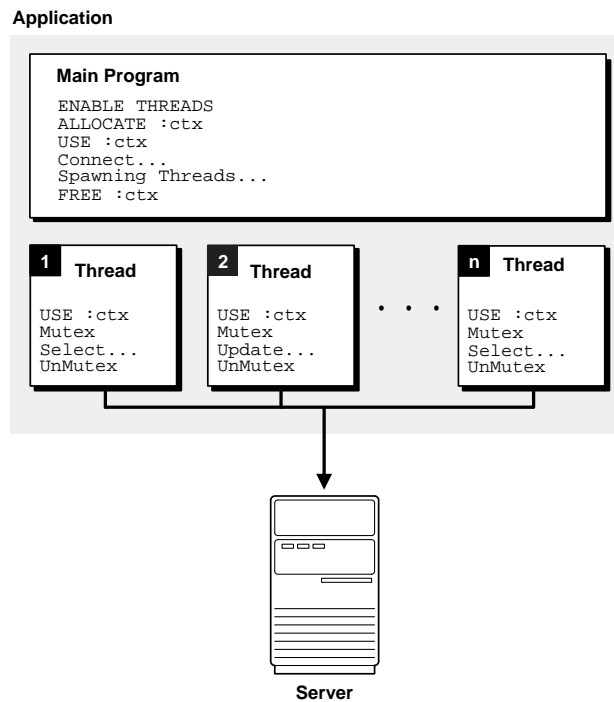 Application
Main Program
ENABLE THREADS
ALLOCATE :ctx
USE :ctx
Connect...
Spawning Threads...
FREE :ctx
1 Thread
USE :ctx
Mutex
Select...
UnMutex
2 Thread
USE :ctx
Mutex
Update...
UnMutex
. . .
n Thread
USE :ctx
Mutex
Select...
UnMutex
Server